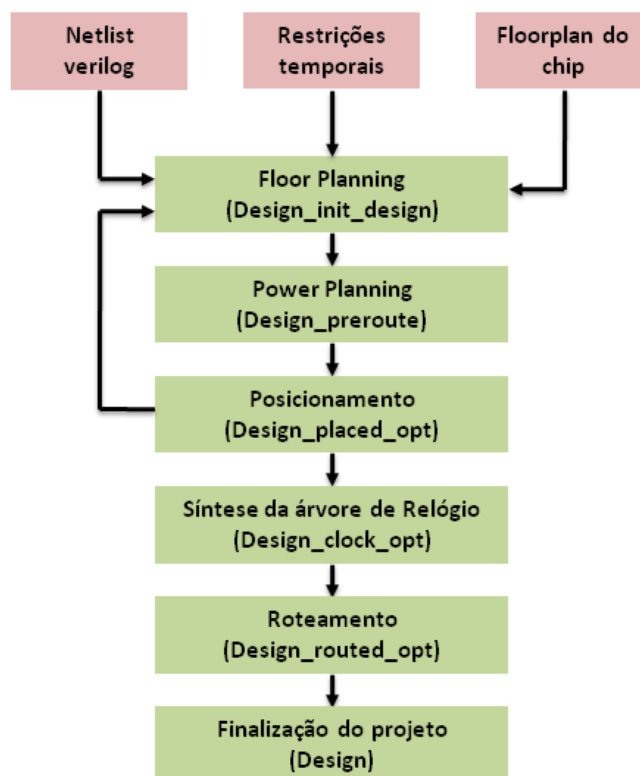 Netlist
verilog
Restrições
temporais
Floorplan do
chip
Floor Planning
(Design_init_design)
Power Planning
(Design_preroute)
Posicionamento
(Design_placed_opt)
Síntese da árvore de Relógio
(Design_clock_opt)
Roteamento
(Design_routed_opt)
Finalização do projeto
(Design)